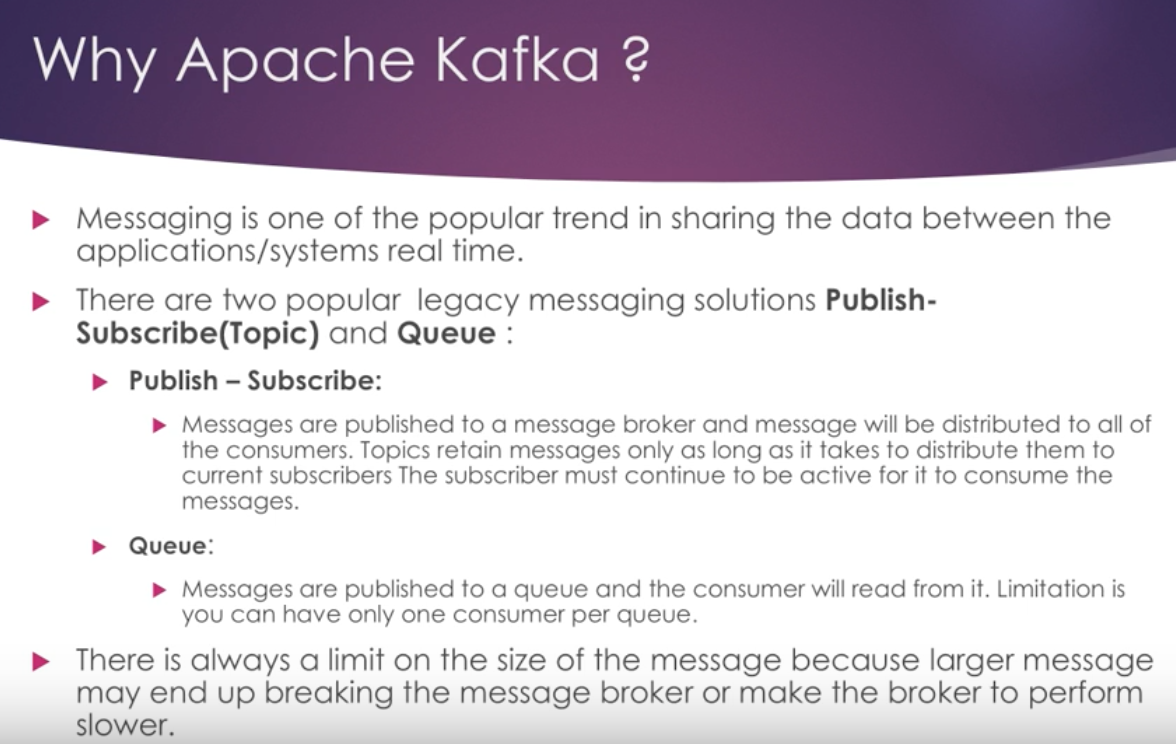 Why Apache Kafka ?
Messaging is one of the popular trend in sharing the data between the
applications/systems real time.
There are two popular legacy messaging solutions Publish-
Subscribe(Topic) and Queue :
Publish – Subscribe:
Messages are published to a message broker and message will be distributed to all of
the consumers. Topics retain messages only as long as it takes to distribute them to
current subscribers The subscriber must continue to be active for it to consume the
messages.
Queue:
Messages are published to a queue and the consumer will read from it. Limitation is
you can have only one consumer per queue.
There is always a limit on the size of the message because larger message
may end up breaking the message broker or make the broker to perform
slower.